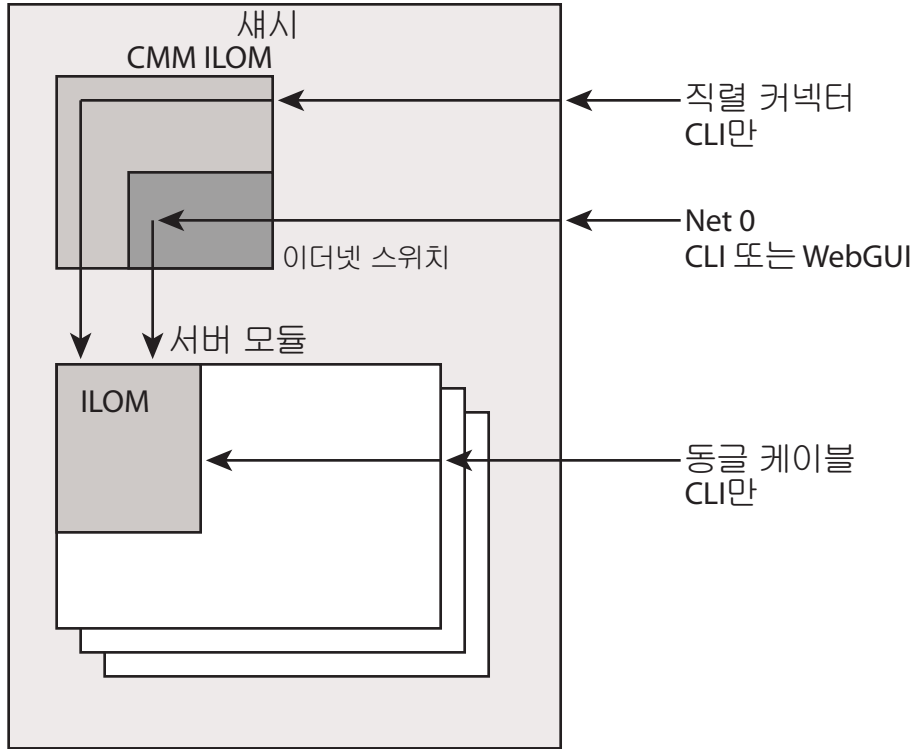 섀시
CMM ILOM
직렬 커넥터
CLI만
Net 0
CLI 또는 WebGUI
이더넷 스위치
서버 모듈
ILOM
동글 케이블
CLI만